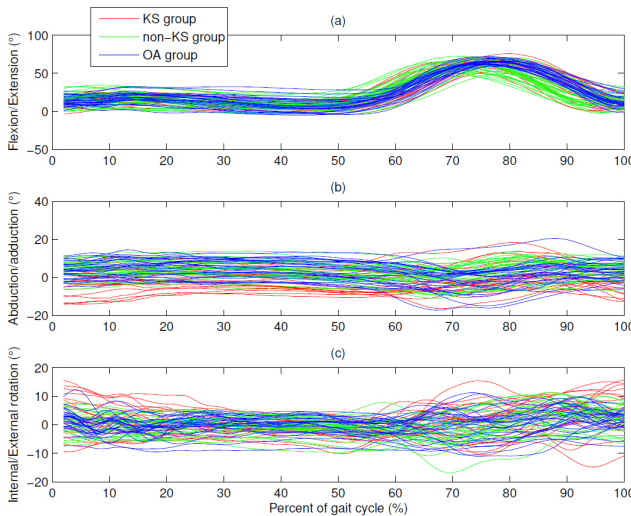 (a)
KS group
non-KS group
OA group
Flexion/Extension (°)
100
50
0
-50
0 10 20 30 40 50 60 70 80 90 100
(b)
Abduction/adduction (°)
40
20
0
-20
0 10 20 30 40 50 60 70 80 90 100
(c)
Internal/External rotation (°)
20
10
0
-10
-20
0 10 20 30 40 50 60 70 80 90 100
Percent of gait cycle (%)